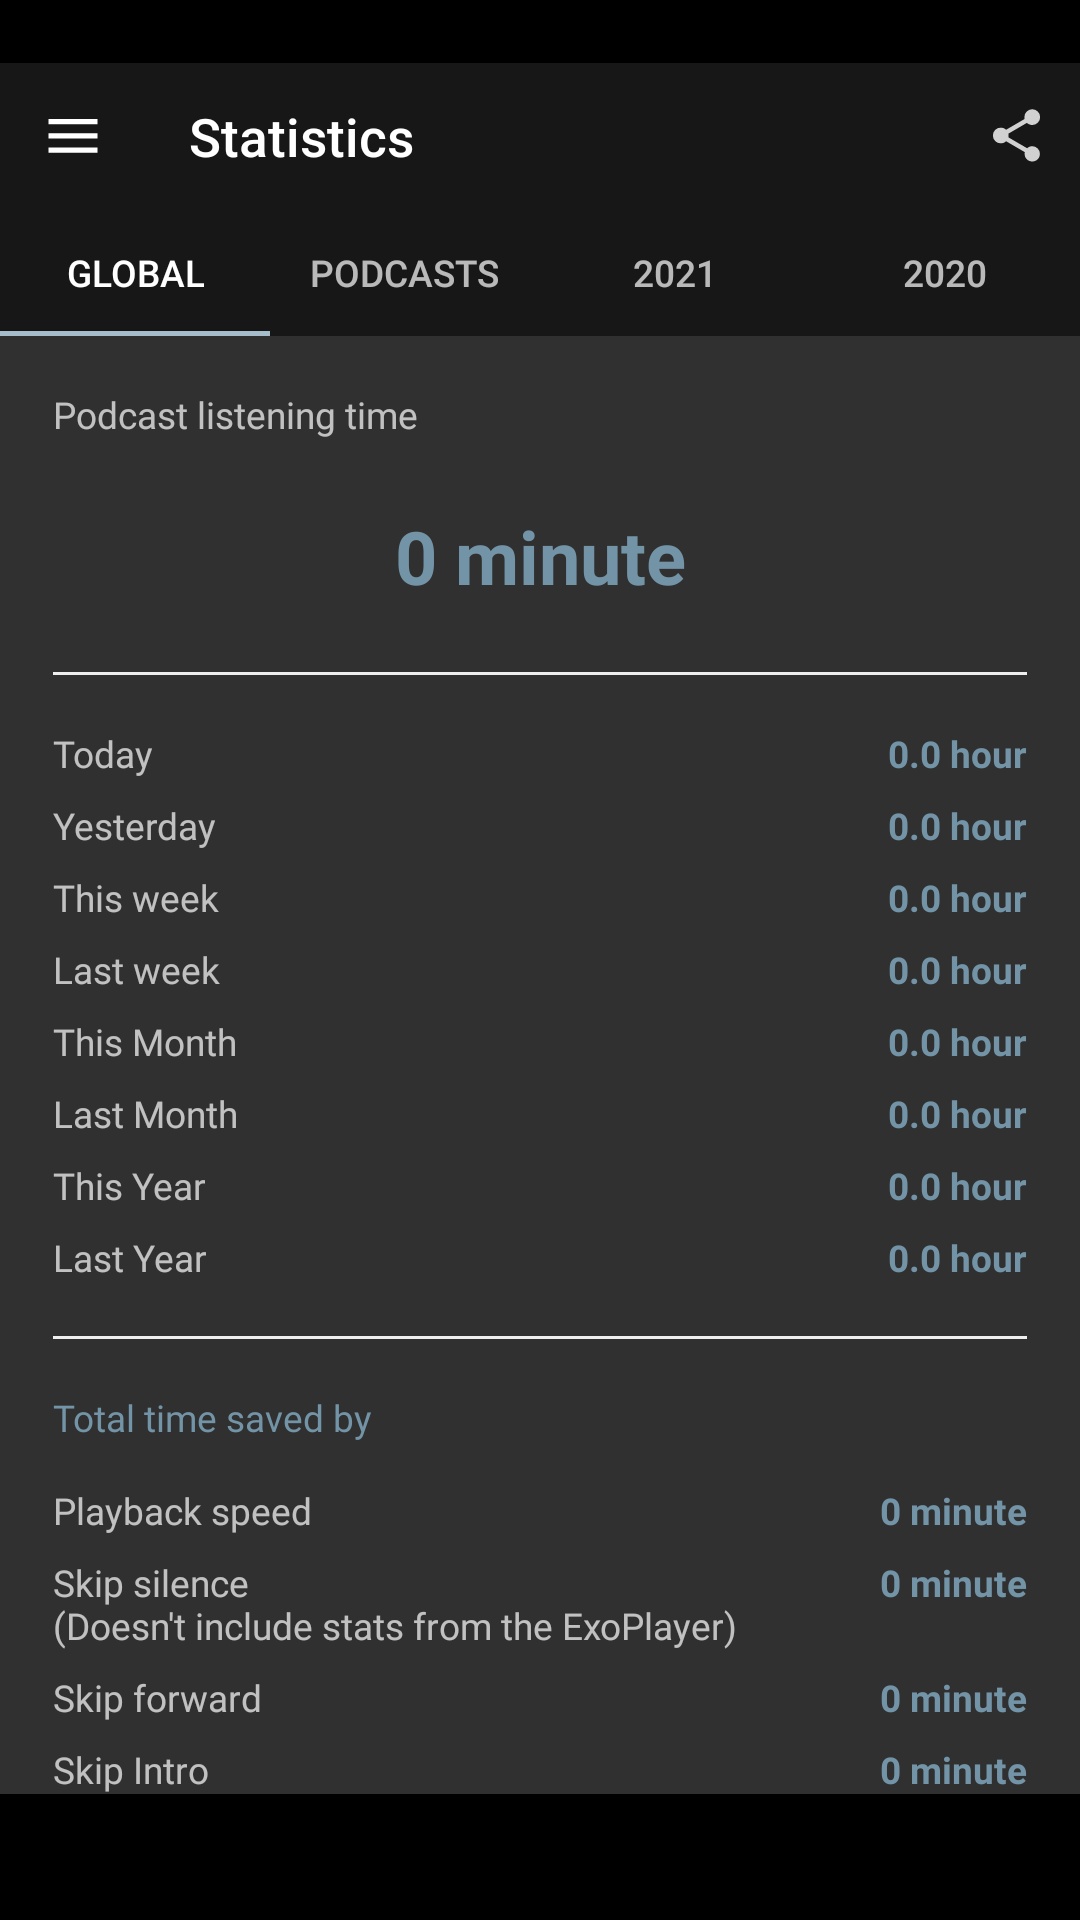 Statistics
GLOBAL PODCASTS 2021 2020
Podcast listening time
0 minute
Today 0.0 hour
Yesterday 0.0 hour
This week 0.0 hour
Last week 0.0 hour
This Month 0.0 hour
Last Month 0.0 hour
This Year 0.0 hour
Last Year 0.0 hour
Total time saved by
Playback speed 0 minute
Skip silence 0 minute
(Doesn't include stats from the ExoPlayer)
Skip forward 0 minute
Skip Intro 0 minute